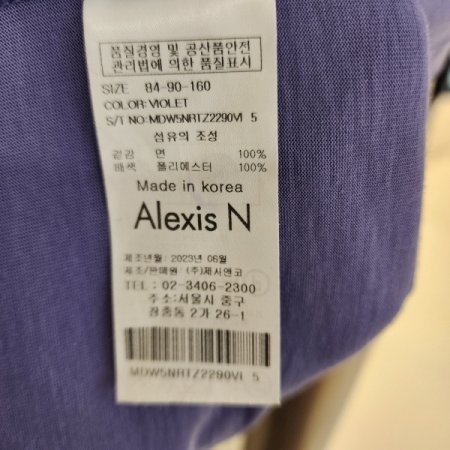 품질경영 및 공산품안전
관리법에 의한 품질표시
SIZE 84-90-160
COLOR:VIOLET
S/T NO:MDW5NRTZ2290VI 5
섬유의 조성
겉감 면 100%
배색 폴리에스터 100%
Made in korea
Alexis N
제조년월: 2023년 06월
제조/판매원 (주)제시앤코
TEL : 02-3406-2300
주소:서울시 중구
장충동 2가 26-1
MDW5NRTZ2290VI 5